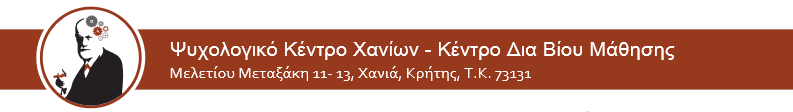 Ψυχολογικό Κέντρο Χανίων - Κέντρο Δια Βίου Μάθησης
Μελετίου Μεταξάκη 11- 13, Χανιά, Κρήτης, Τ.Κ. 73131